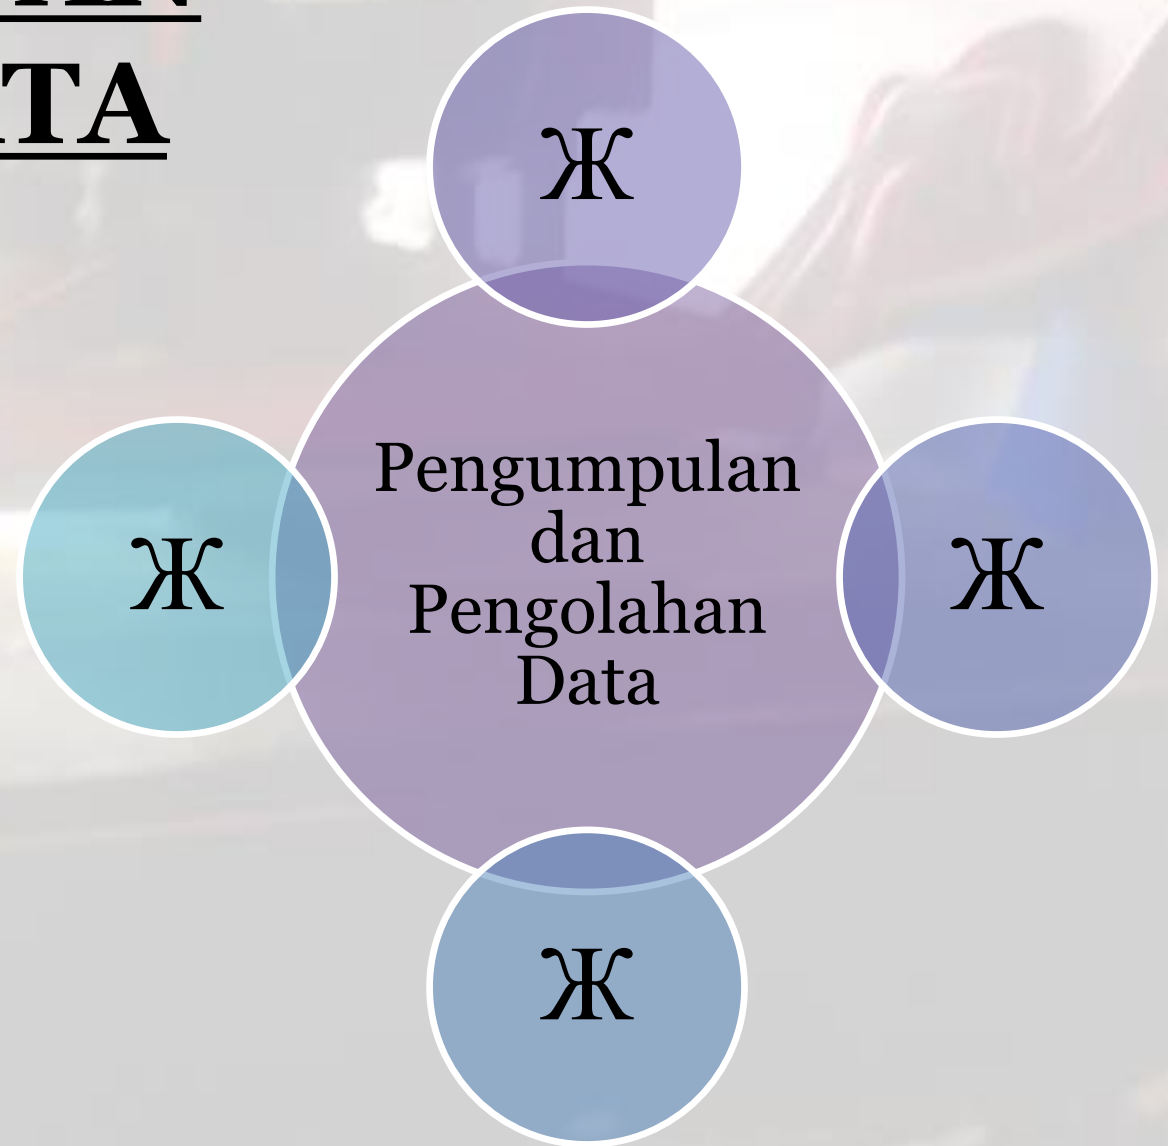 TA
Ж
Pengumpulan
dan
Ж
Ж
Pengolahan
Data
Ж